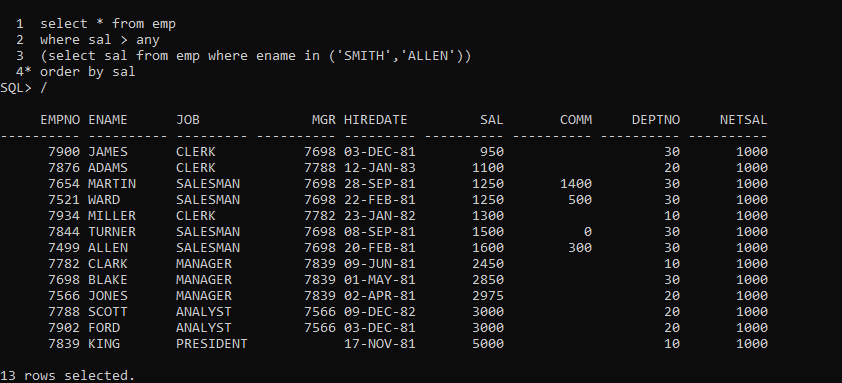 1  select * from emp
  2  where sal > any
  3  (select sal from emp where ename in ('SMITH','ALLEN'))
  4* order by sal
SQL> /

     EMPNO ENAME      JOB              MGR HIREDATE         SAL       COMM     DEPTNO     NETSAL
---------- ---------- --------- ---------- --------- ---------- ---------- ---------- ----------
      7900 JAMES      CLERK           7698 03-DEC-81        950                    30       1000
      7876 ADAMS      CLERK           7788 12-JAN-83       1100                    20       1000
      7654 MARTIN     SALESMAN        7698 28-SEP-81       1250       1400         30       1000
      7521 WARD       SALESMAN        7698 22-FEB-81       1250        500         30       1000
      7934 MILLER     CLERK           7782 23-JAN-82       1300                    10       1000
      7844 TURNER     SALESMAN        7698 08-SEP-81       1500          0         30       1000
      7499 ALLEN      SALESMAN        7698 20-FEB-81       1600        300         30       1000
      7782 CLARK      MANAGER         7839 09-JUN-81       2450                    10       1000
      7698 BLAKE      MANAGER         7839 01-MAY-81       2850                    30       1000
      7566 JONES      MANAGER         7839 02-APR-81       2975                    20       1000
      7788 SCOTT      ANALYST         7566 09-DEC-82       3000                    20       1000
      7902 FORD       ANALYST         7566 03-DEC-81       3000                    20       1000
      7839 KING       PRESIDENT            17-NOV-81       5000                    10       1000

13 rows selected.